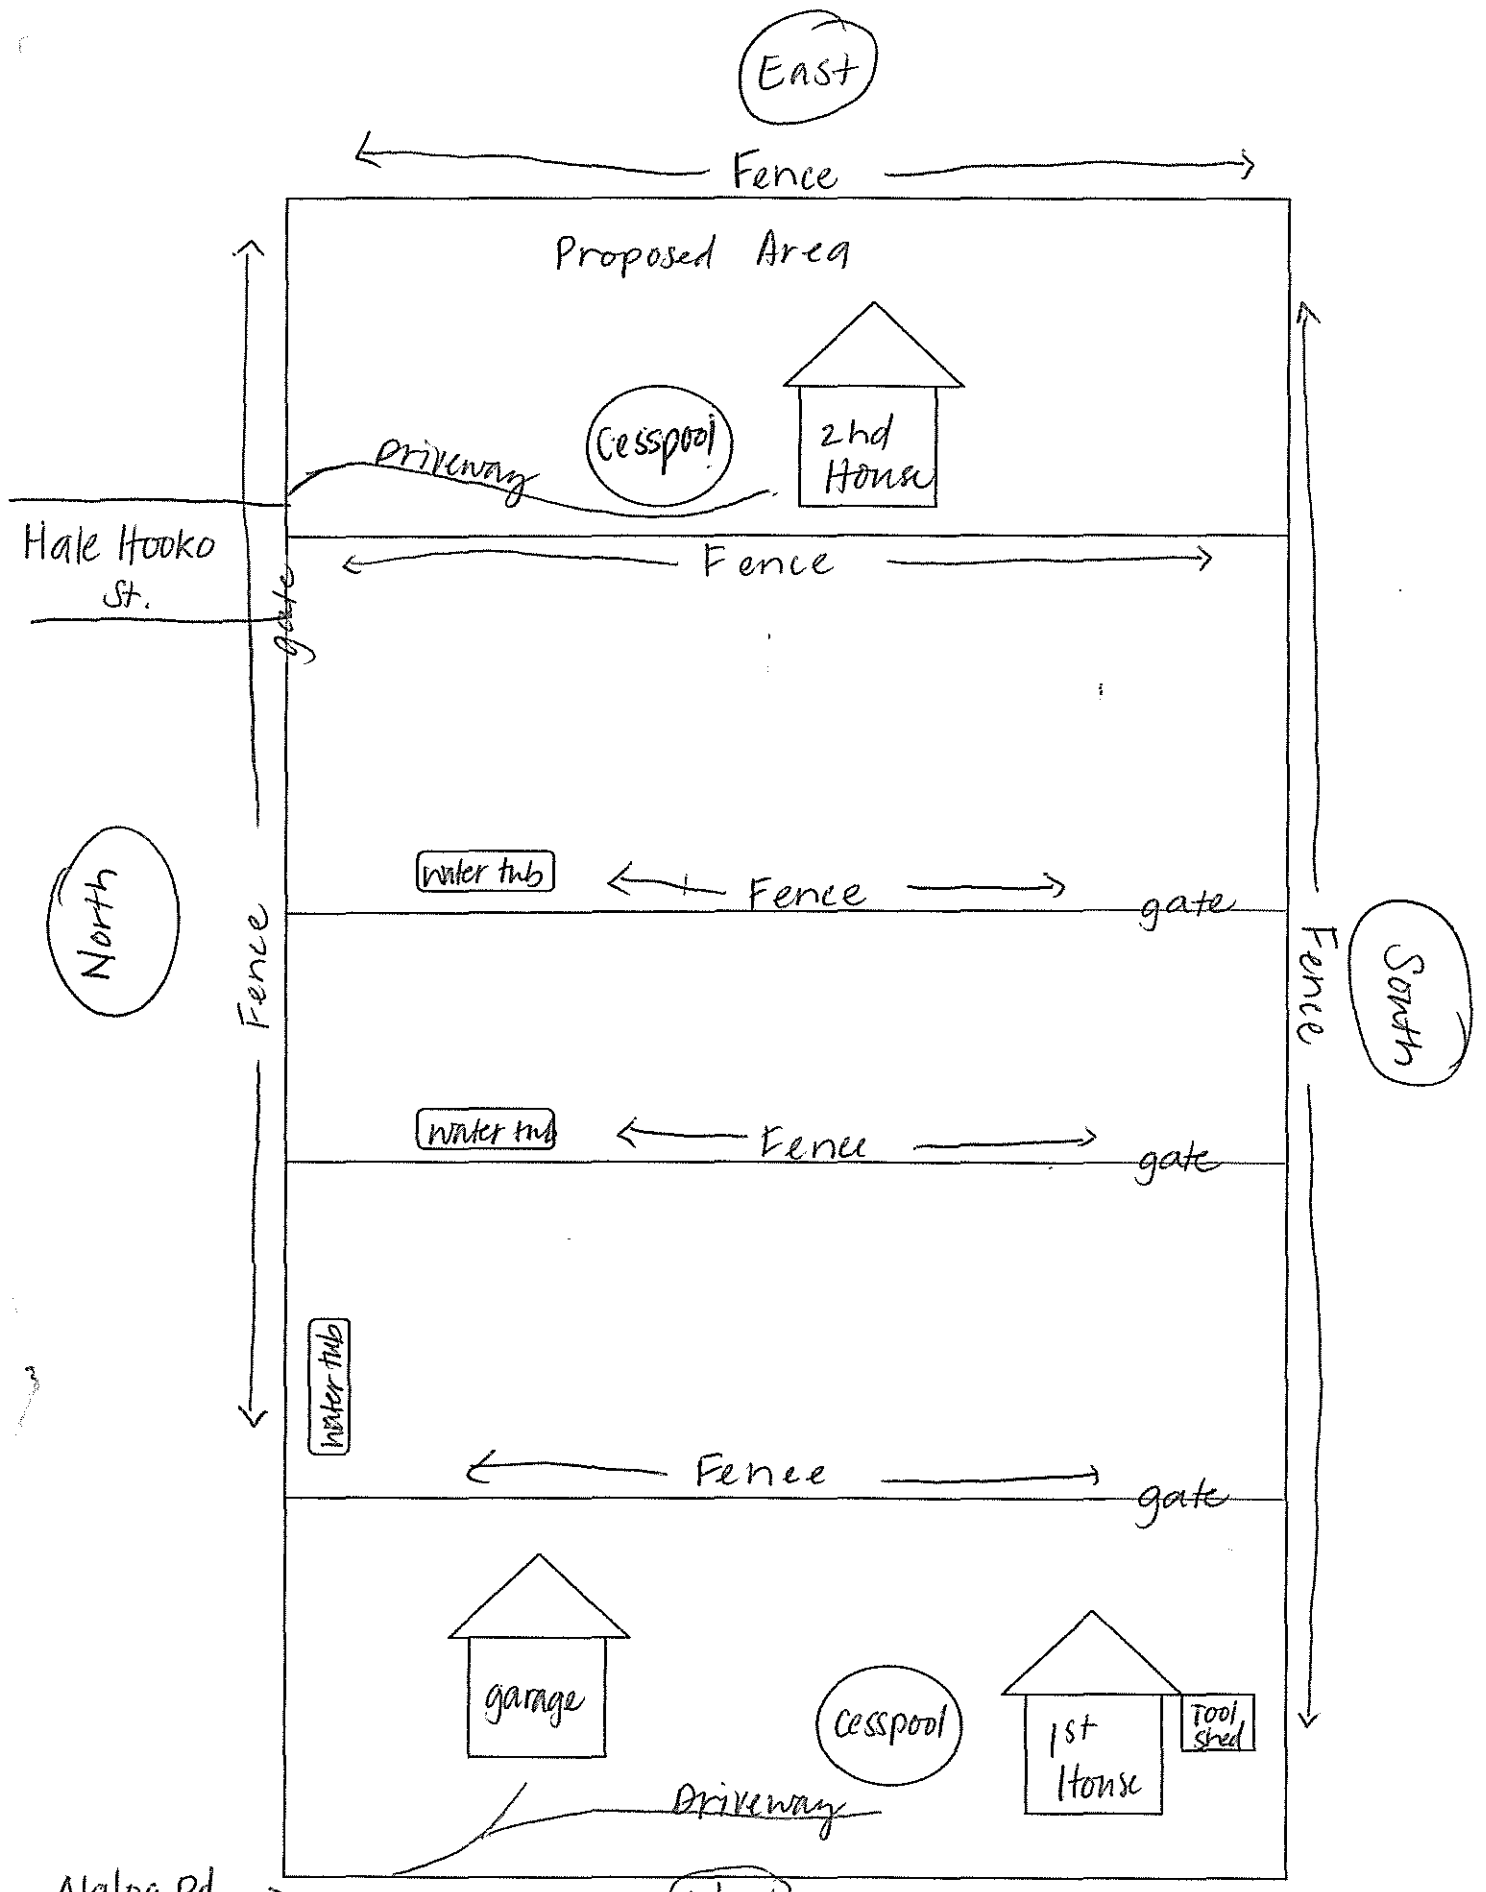 East
Fence
Proposed Area
Driveway
Cesspool
2nd
House
Hale Hooko
St.
gate
Fence
water tub
Fence
gate
North
Fence
Fence
South
water tub
Fence
gate
water tub
Fence
gate
garage
Cesspool
1st
House
Tool
Shed
Driveway